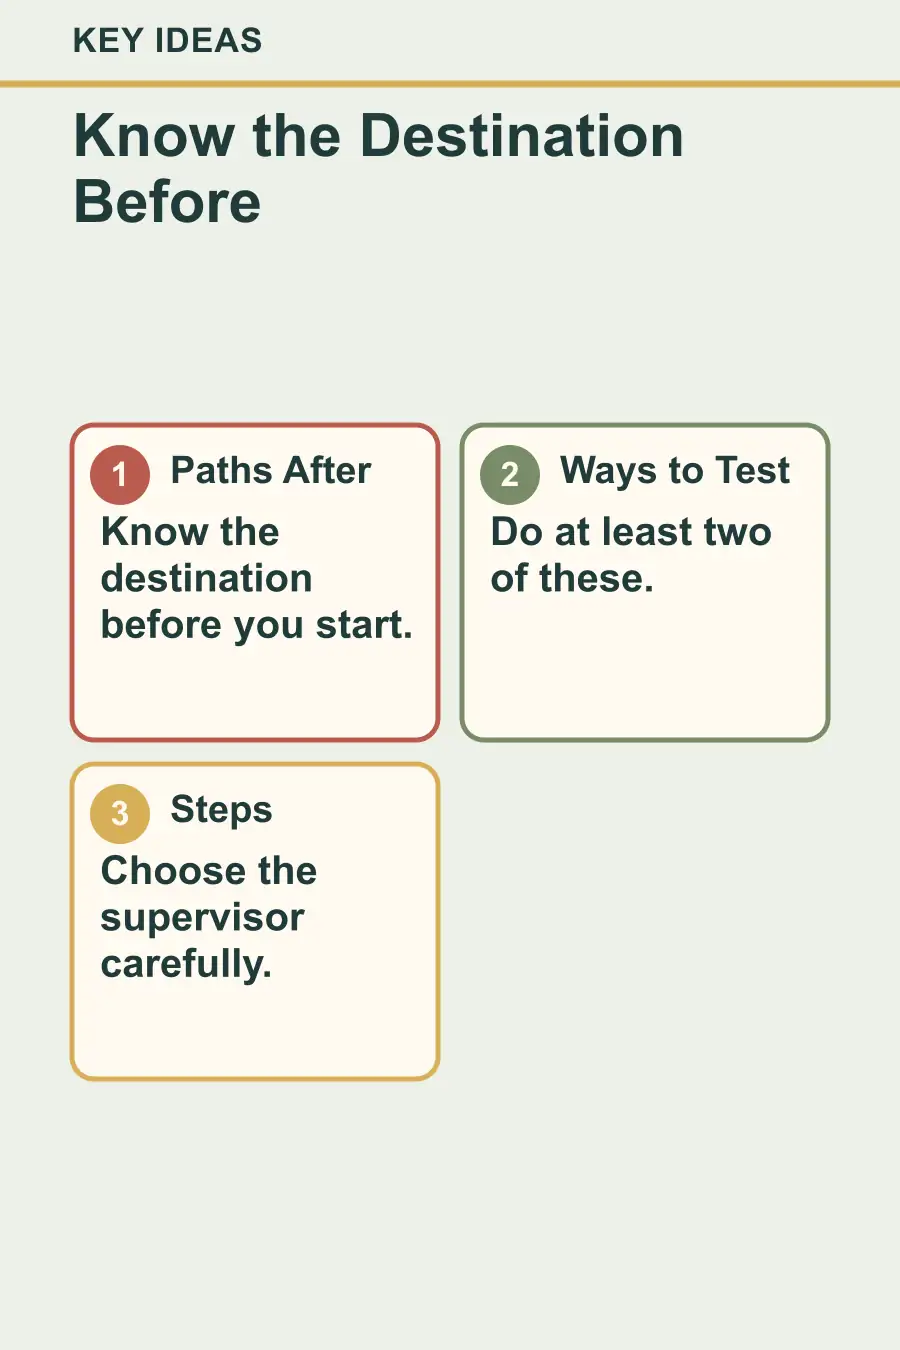 KEY IDEAS
Know the Destination
Before
1 Paths After
Know the
destination
before you start.
2 Ways to Test
Do at least two
of these.
3 Steps
Choose the
supervisor
carefully.